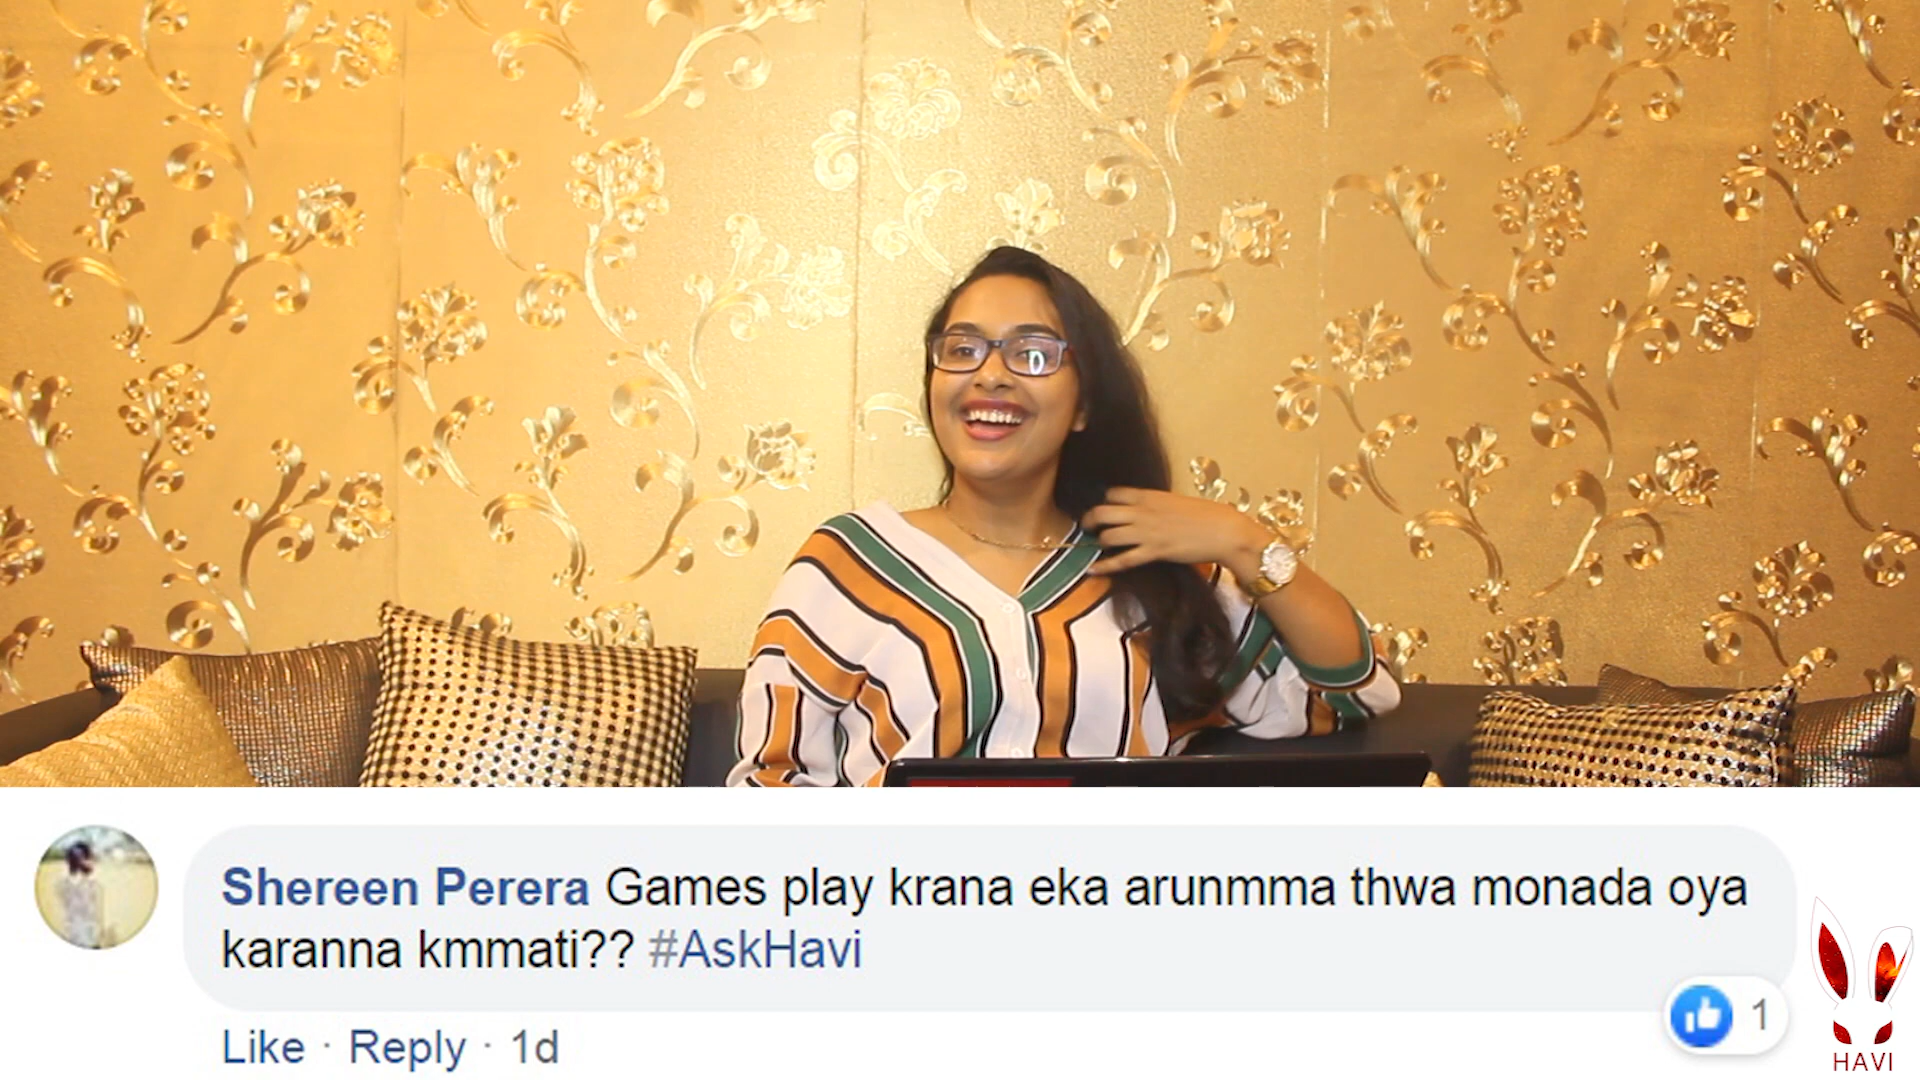 Shereen Perera Games play krana eka arunmma thwa monada oya
karanna kmmati?? #AskHavi
1
Like · Reply · 1d
HAVI